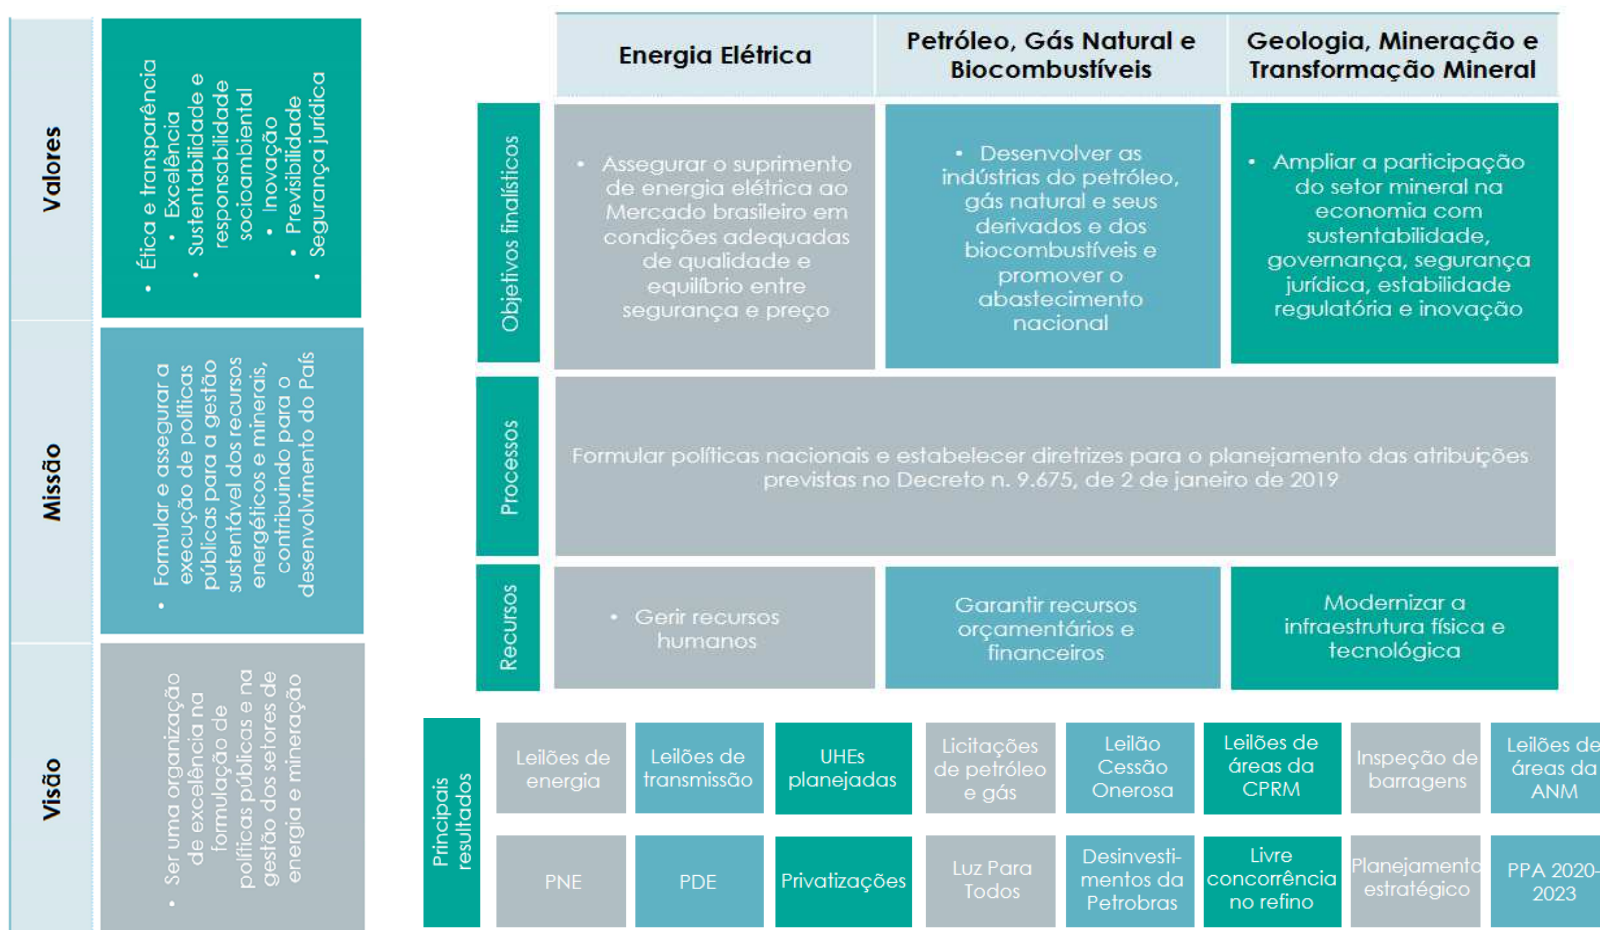 Valores
• Ética e transparência
• Excelência
• Sustentabilidade e
responsabilidade
socioambiental
• Inovação
• Previsibilidade
• Segurança jurídica
Missão
• Formular e assegurar a
execução de políticas
públicas para a gestão
sustentável dos recursos
energéticos e minerais,
contribuindo para o
desenvolvimento do País
Visão
• Ser uma organização
de excelência na
formulação de
políticas públicas e na
gestão dos setores de
energia e mineração
Energia Elétrica
Petróleo, Gás Natural e
Biocombustíveis
Geologia, Mineração e
Transformação Mineral
Objetivos finalísticos
• Assegurar o suprimento
de energia elétrica ao
Mercado brasileiro em
condições adequadas
de qualidade e
equilíbrio entre
segurança e preço
• Desenvolver as
indústrias do petróleo,
gás natural e seus
derivados e dos
biocombustíveis e
promover o
abastecimento
nacional
• Ampliar a participação
do setor mineral na
economia com
sustentabilidade,
governança, segurança
jurídica, estabilidade
regulatória e inovação
Processos
Formular políticas nacionais e estabelecer diretrizes para o planejamento das atribuições
previstas no Decreto n. 9.675, de 2 de janeiro de 2019
Recursos
• Gerir recursos
humanos
Garantir recursos
orçamentários e
financeiros
Modernizar a
infraestrutura física e
tecnológica
Principais
resultados
Leilões de
energia
Leilões de
transmissão
UHEs
planejadas
Licitações
de petróleo
e gás
Leilão
Cessão
Onerosa
Leilões de
áreas da
CPRM
Inspeção de
barragens
Leilões de
áreas da
ANM
PNE
PDE
Privatizações
Luz Para
Todos
Desinvesti-
mentos da
Petrobras
Livre
concorrência
no refino
Planejamento
estratégico
PPA 2020-
2023